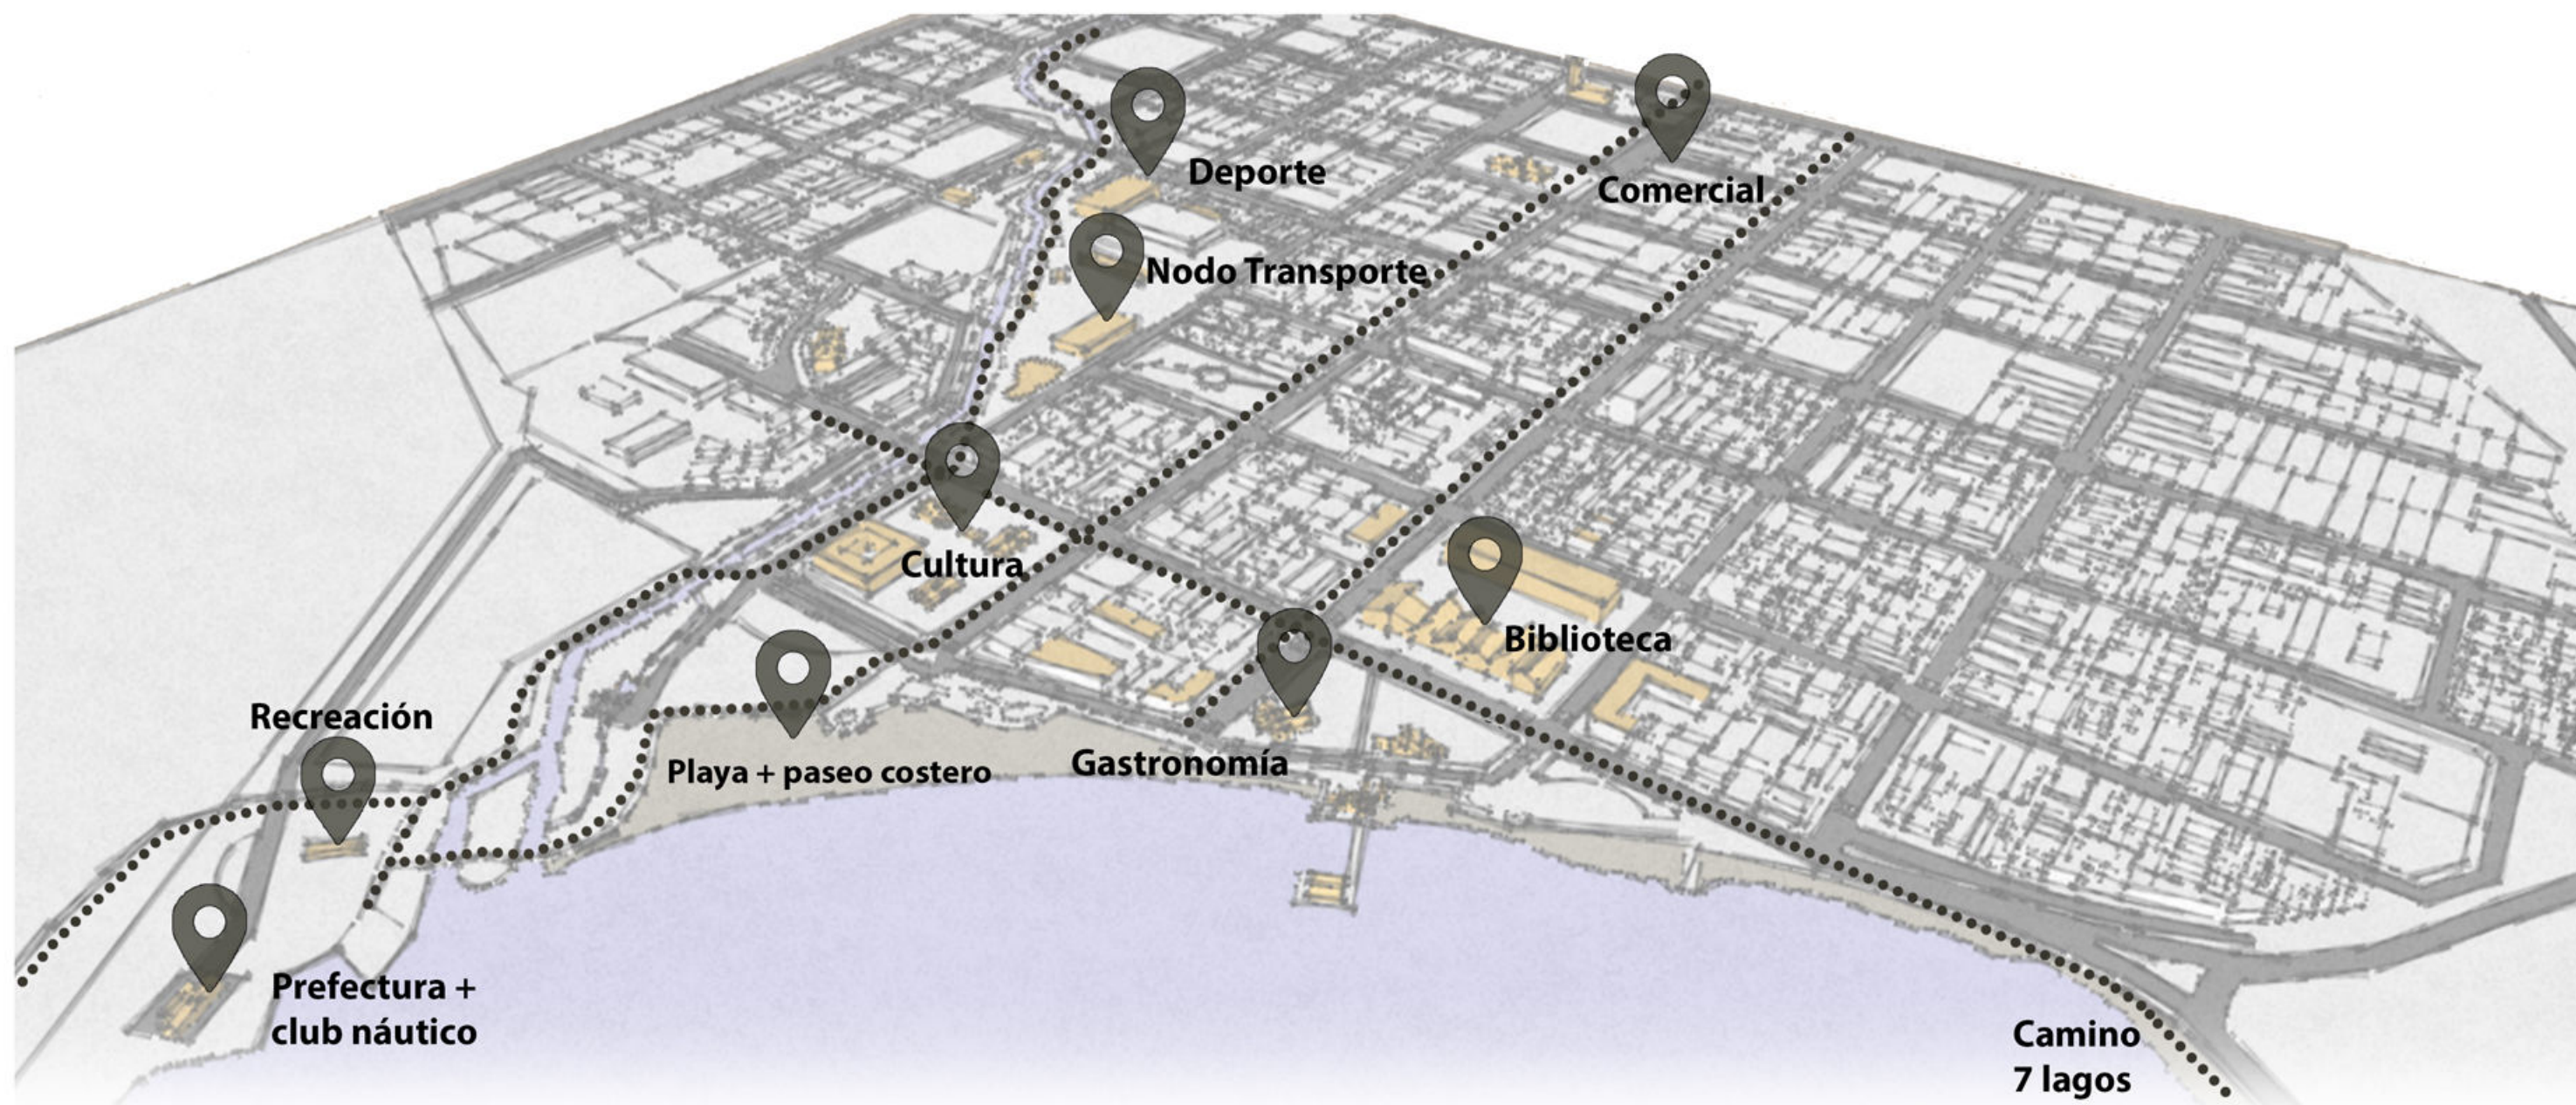 Deporte
Comercial
Nodo Transporte
Cultura
Biblioteca
Recreación
Playa + paseo costero
Gastronomía
Prefectura +
club náutico
Camino
7 lagos